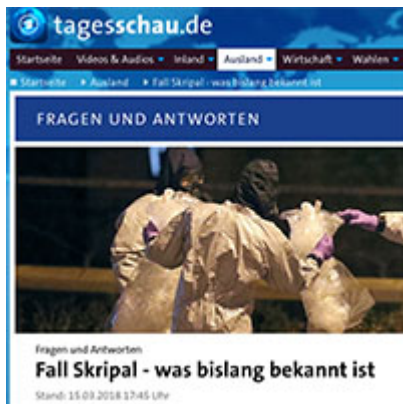 tagesschau.de
Startseite Videos & Audios Inland Ausland Wirtschaft Wahlen
Startseite Ausland Fall Skripal - was bislang bekannt ist
FRAGEN UND ANTWORTEN
Fragen und Antworten
Fall Skripal - was bislang bekannt ist
Stand: 15.03.2018 17:45 Uhr